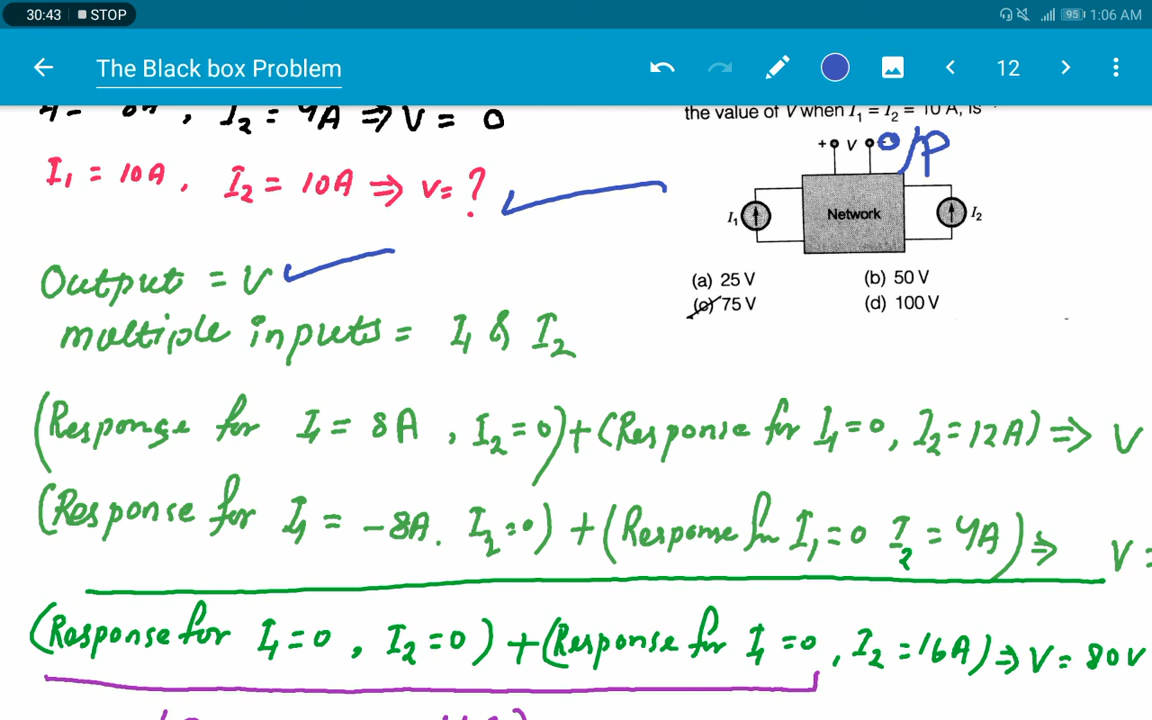 30:43 STOP 95 1:06 AM
The Black box Problem 12
I2 = 4A ⇒ V = 0
the value of V when I1 = I2 = 10 A, is
I1 = 10A, I2 = 10A ⇒ V= ?
+ V O/P
I1 Network I2
(a) 25 V (b) 50 V
(c) 75 V (d) 100 V
Output = V
multiple inputs = I1 & I2
(Response for I1 = 8A, I2 = 0) + (Response for I1 = 0, I2 = 12A) ⇒ V
(Response for I1 = -8A. I2 = 0) + (Response for I1 = 0 I2 = 4A) ⇒ V =
(Response for I1 = 0, I2 = 0) + (Response for I1 = 0, I2 = 16A) ⇒ V = 80V